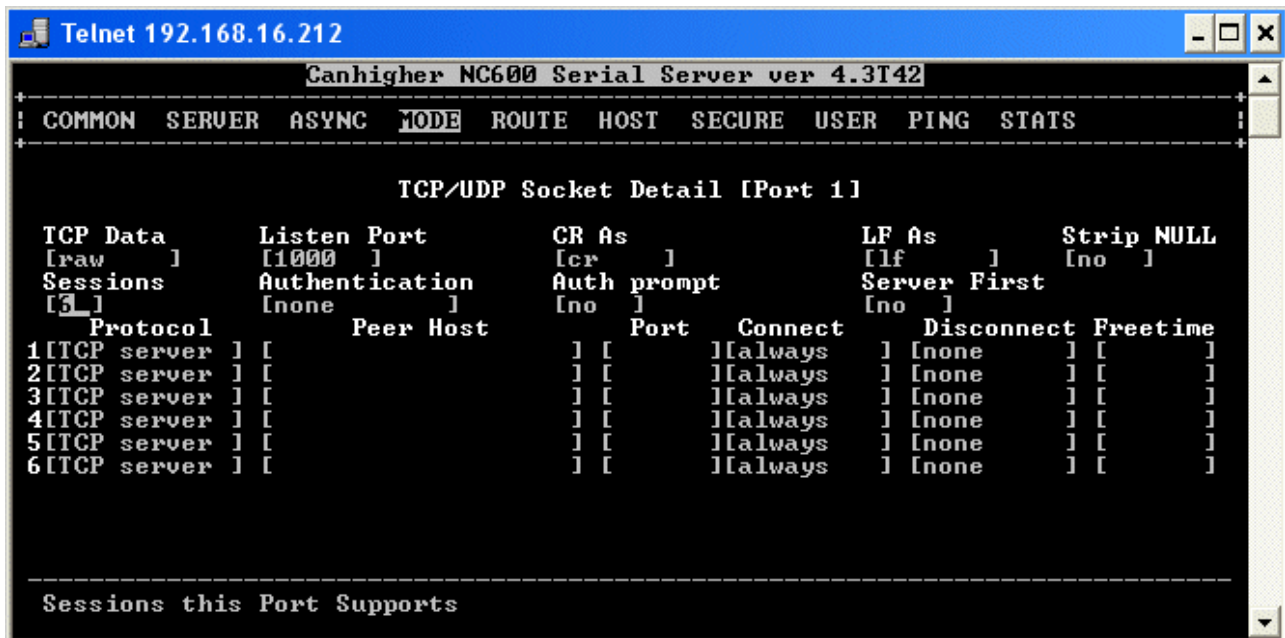 Telnet 192.168.16.212
Canhigher NC600 Serial Server ver 4.3T42
COMMON SERVER ASYNC MODE ROUTE HOST SECURE USER PING STATS
TCP/UDP Socket Detail [Port 1]
TCP Data Listen Port CR As LF As Strip NULL
[raw ] [1000 ] [cr ] [lf ] [no ]
Sessions Authentication Auth prompt Server First
[6_] [none ] [no ] [no ]
Protocol Peer Host Port Connect Disconnect Freetime
1[TCP server ] [ ] [ ][always ] [none ] [ ]
2[TCP server ] [ ] [ ][always ] [none ] [ ]
3[TCP server ] [ ] [ ][always ] [none ] [ ]
4[TCP server ] [ ] [ ][always ] [none ] [ ]
5[TCP server ] [ ] [ ][always ] [none ] [ ]
6[TCP server ] [ ] [ ][always ] [none ] [ ]
Sessions this Port Supports